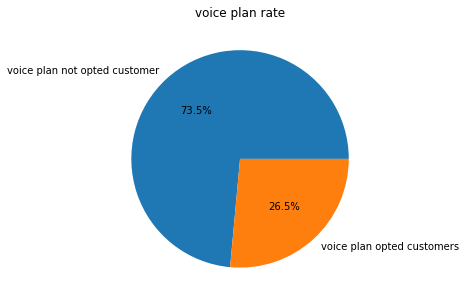 voice plan rate
voice plan not opted customer
73.5%
26.5%
voice plan opted customers